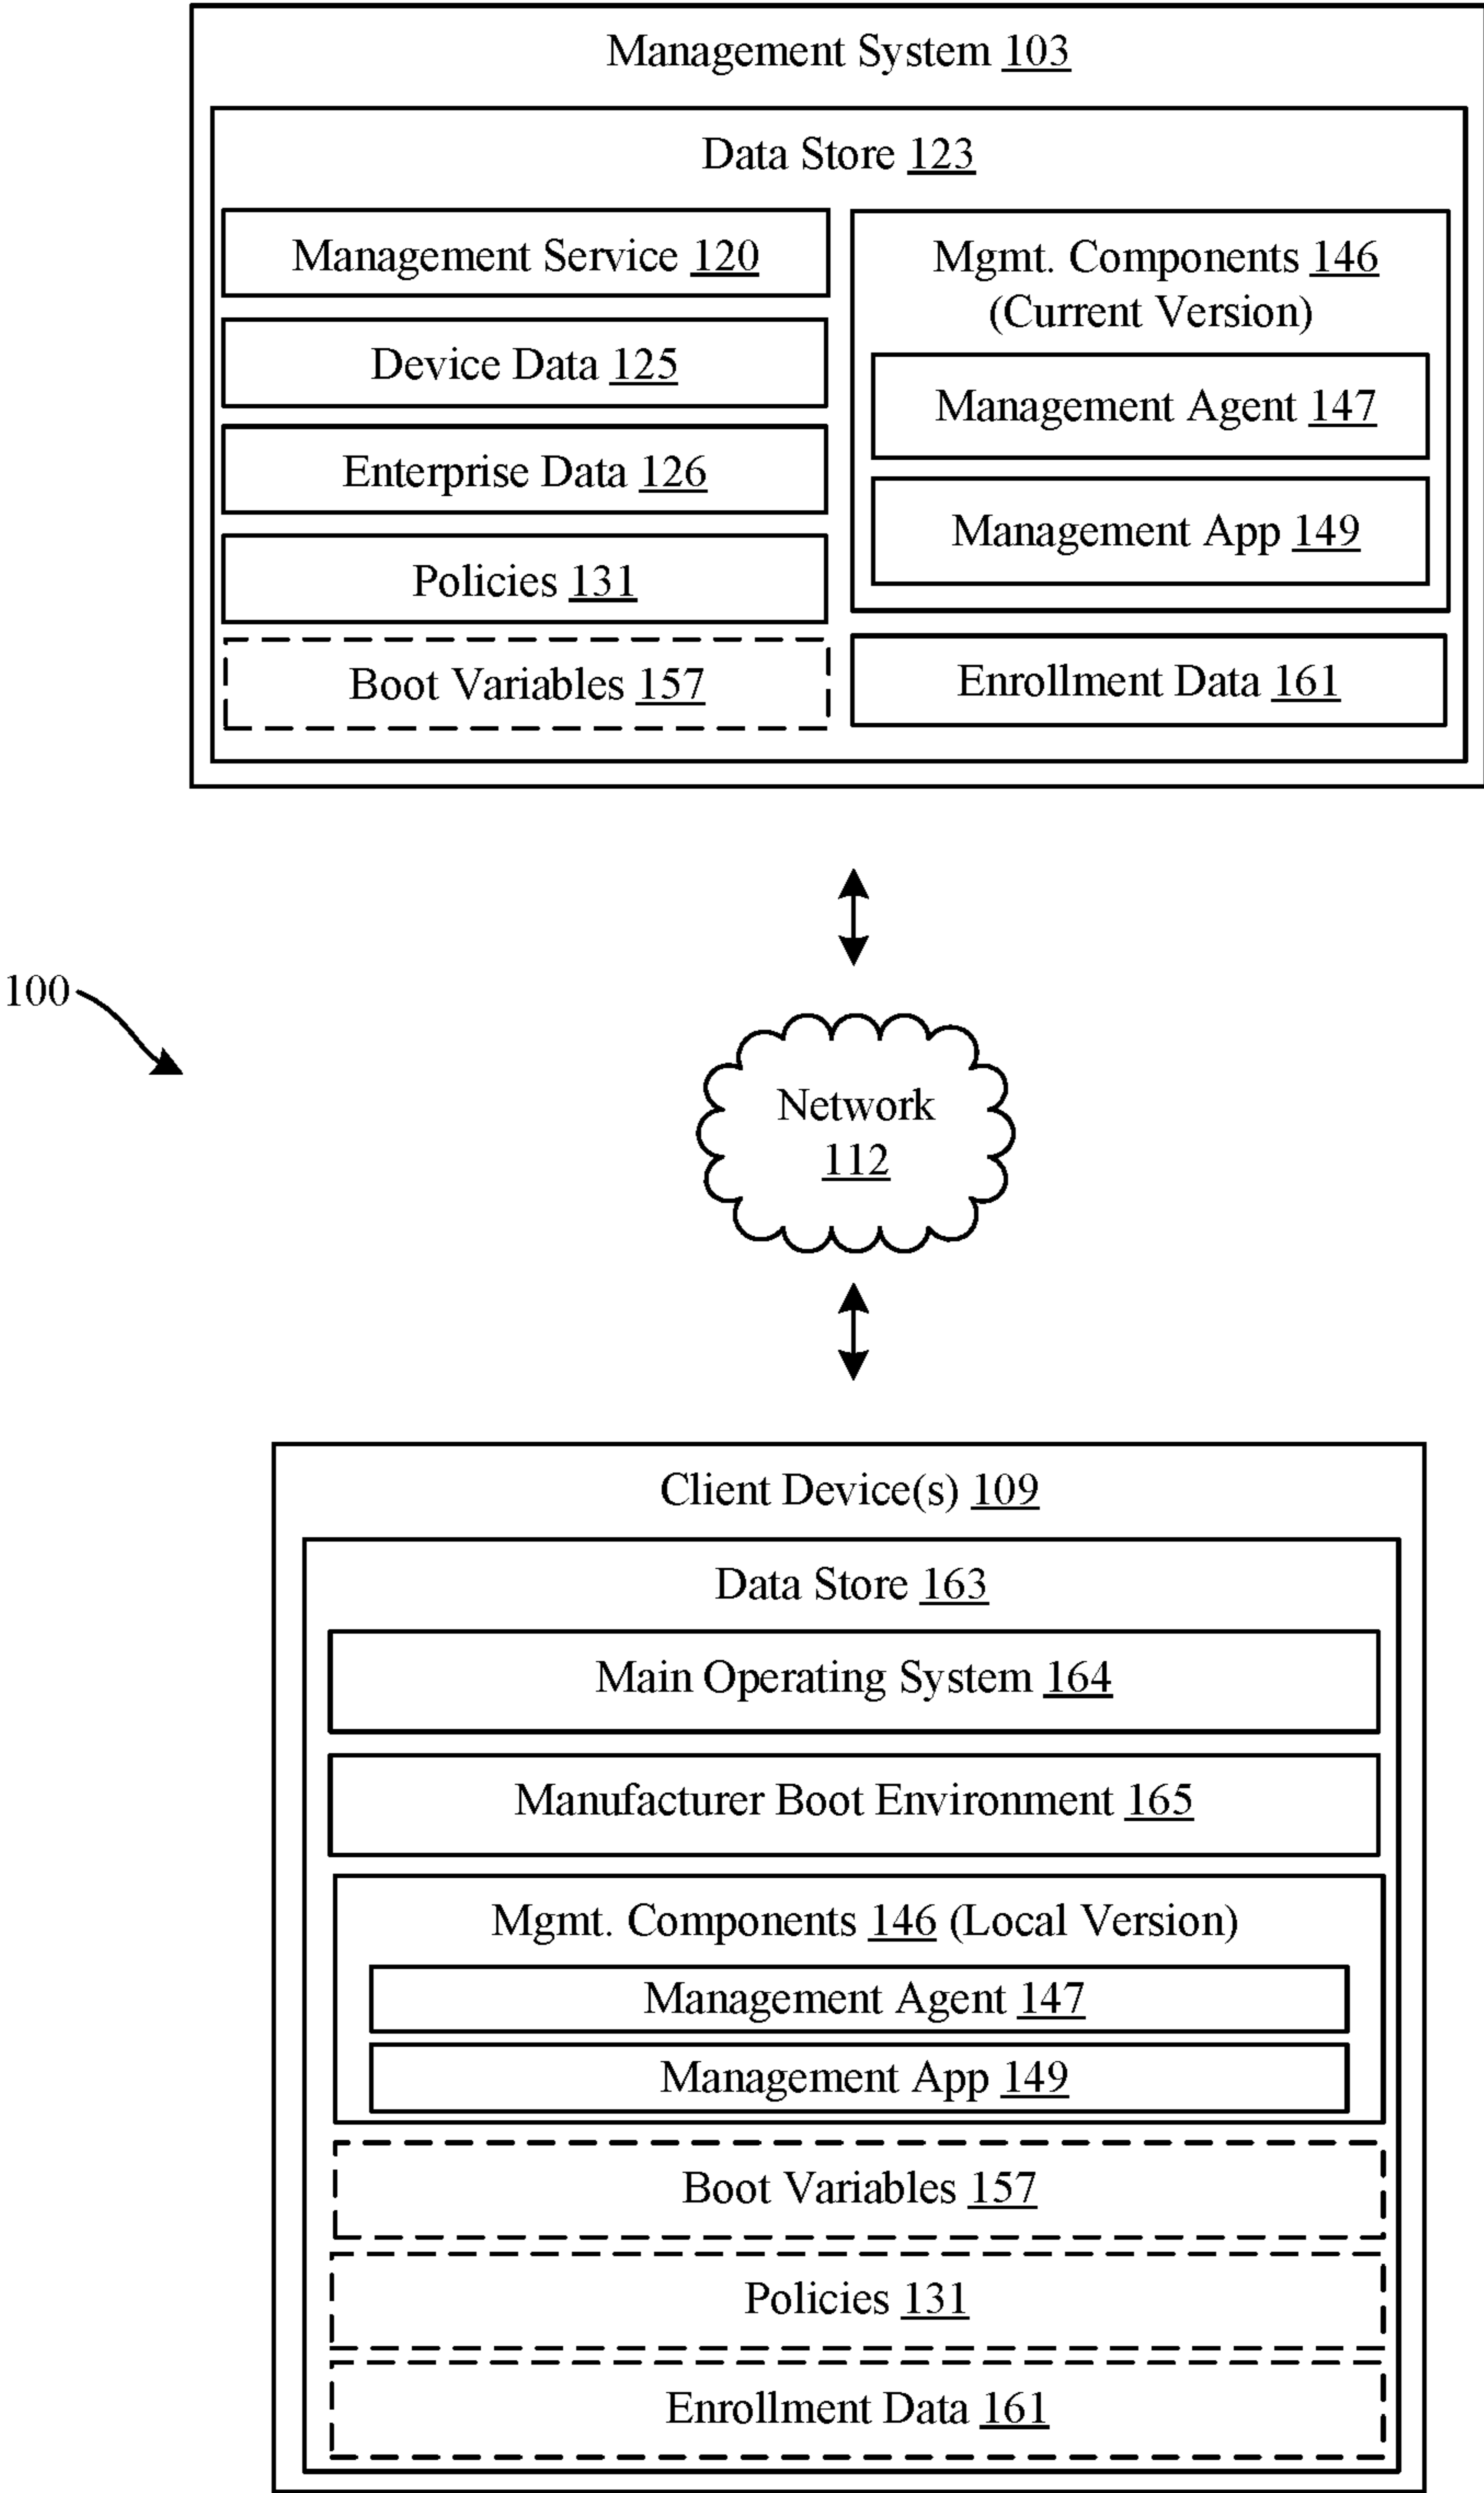 Management System 103
Data Store 123
Management Service 120
Device Data 125
Enterprise Data 126
Policies 131
Boot Variables 157
Mgmt. Components 146
(Current Version)
Management Agent 147
Management App 149
Enrollment Data 161
100
Network
112
Client Device(s) 109
Data Store 163
Main Operating System 164
Manufacturer Boot Environment 165
Mgmt. Components 146 (Local Version)
Management Agent 147
Management App 149
Boot Variables 157
Policies 131
Enrollment Data 161